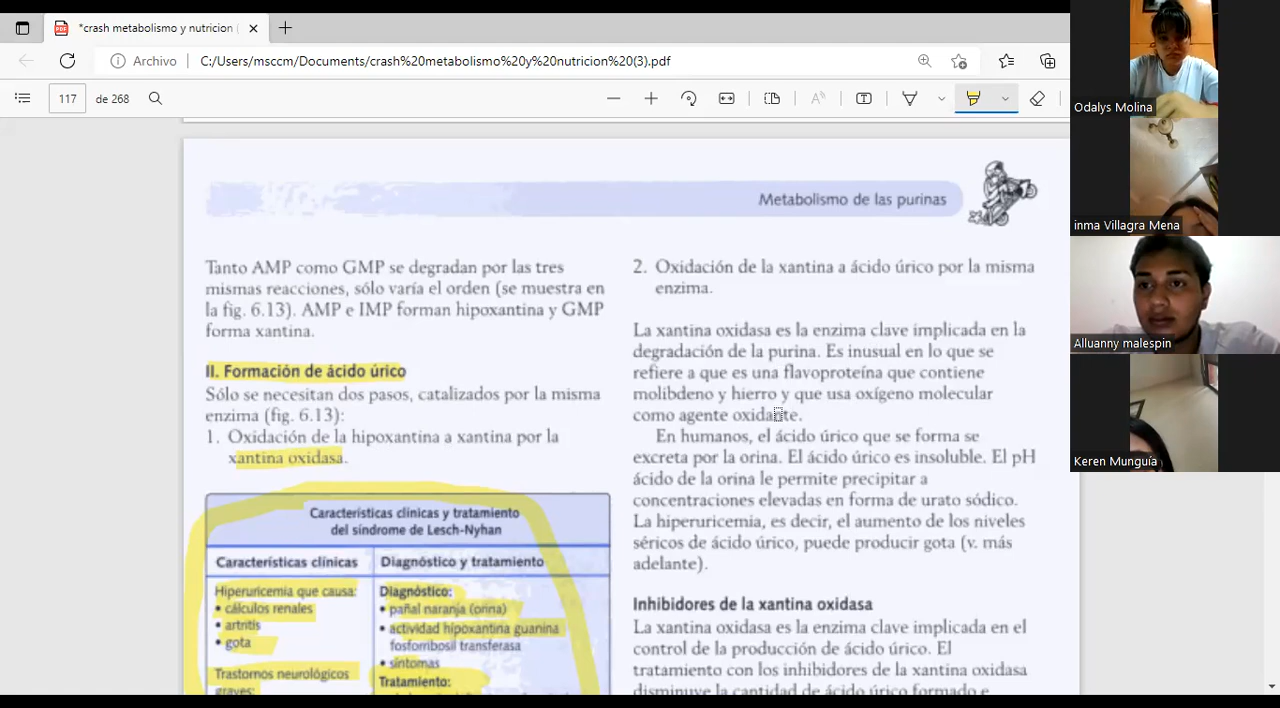 *crash metabolismo y nutricion
Archivo
C:/Users/msccm/Documents/crash%20metabolismo%20y%20nutricion%20(3).pdf
117
de 268
Metabolismo de las purinas
Tanto AMP como GMP se degradan por las tres
mismas reacciones, sólo varía el orden (se muestra en
la fig. 6.13). AMP e IMP forman hipoxantina y GMP
forma xantina.
II. Formación de ácido úrico
Sólo se necesitan dos pasos, catalizados por la misma
enzima (fig. 6.13):
1. Oxidación de la hipoxantina a xantina por la
xantina oxidasa.
Características clínicas y tratamiento
del síndrome de Lesch-Nyhan
Características clínicas
Diagnóstico y tratamiento
Hiperuricemia que causa:
• cálculos renales
• artritis
• gota
Trastornos neurológicos
graves:
Diagnóstico:
• pañal naranja (orina)
• actividad hipoxantina guanina
fosforribosil transferasa
• síntomas
Tratamiento:
2. Oxidación de la xantina a ácido úrico por la misma
enzima.
La xantina oxidasa es la enzima clave implicada en la
degradación de la purina. Es inusual en lo que se
refiere a que es una flavoproteína que contiene
molibdeno y hierro y que usa oxígeno molecular
como agente oxidante.
En humanos, el ácido úrico que se forma se
excreta por la orina. El ácido úrico es insoluble. El pH
ácido de la orina le permite precipitar a
concentraciones elevadas en forma de urato sódico.
La hiperuricemia, es decir, el aumento de los niveles
séricos de ácido úrico, puede producir gota (v. más
adelante).
Inhibidores de la xantina oxidasa
La xantina oxidasa es la enzima clave implicada en el
control de la producción de ácido úrico. El
tratamiento con los inhibidores de la xantina oxidasa
disminuye la cantidad de ácido úrico formado e
Odalys Molina
inma Villagra Mena
Alluanny malespin
Keren Munguía